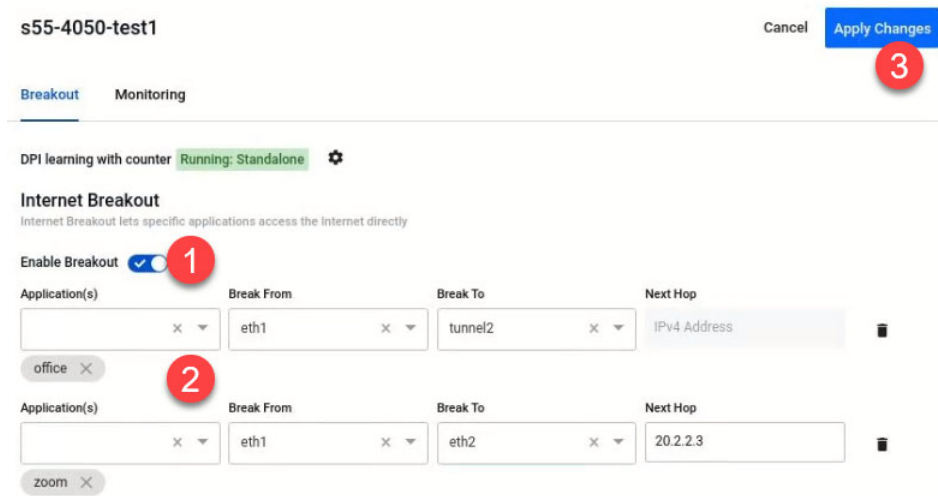 s55-4050-test1
Cancel
Apply Changes
3
Breakout Monitoring
DPI learning with counter Running: Standalone
Internet Breakout
Internet Breakout lets specific applications access the Internet directly
Enable Breakout
1
Application(s) Break From Break To Next Hop
eth1 tunnel2 IPv4 Address
office
2
Application(s) Break From Break To Next Hop
eth1 eth2 20.2.2.3
zoom